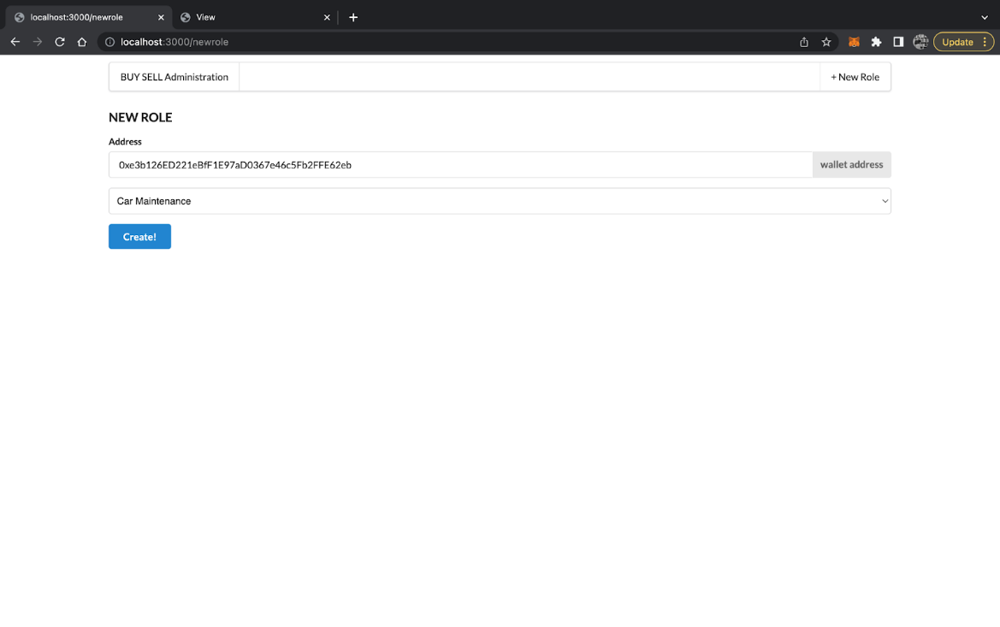 localhost:3000/newrole
View
localhost:3000/newrole
Update
BUY SELL Administration
+ New Role
NEW ROLE
Address
0xe3b126ED221eBfF1E97aD0367e46c5Fb2FFE62eb
wallet address
Car Maintenance
Create!